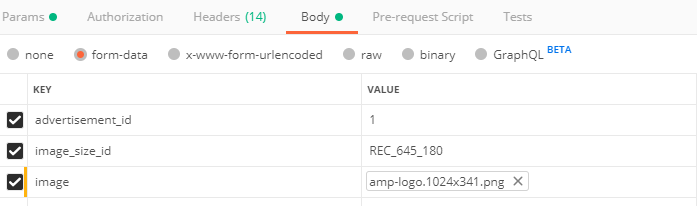 Params Authorization Headers (14) Body Pre-request Script Tests
none form-data x-www-form-urlencoded raw binary GraphQL BETA
KEY VALUE
advertisement_id 1
image_size_id REC_645_180
image amp-logo.1024x341.png